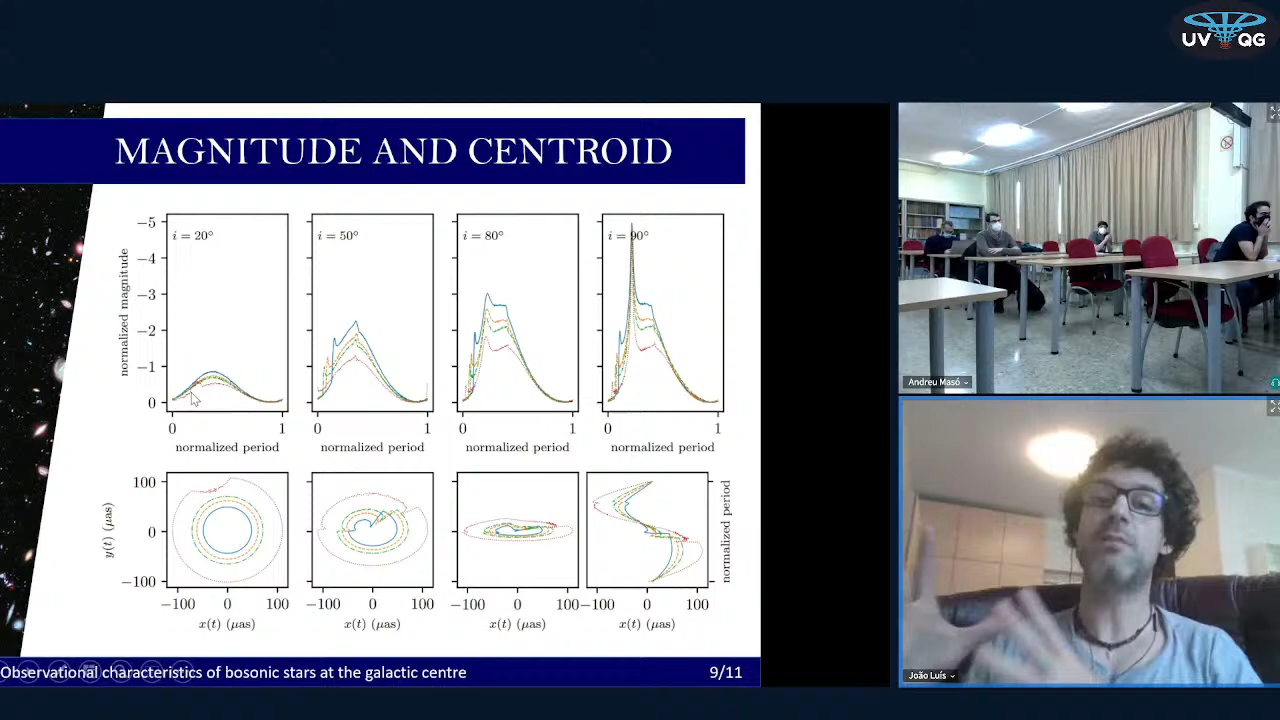 UV QG
MAGNITUDE AND CENTROID
normalized magnitude
−5
−4
−3
−2
−1
0
i = 20°
i = 50°
i = 80°
i = 90°
0 1
0 1
0 1
0 1
normalized period
normalized period
normalized period
normalized period
y(t) (μas)
100
0
−100
normalized period
−100 0 100
−100 0 100
−100 0 100
−100 0 100
x(t) (μas)
x(t) (μas)
x(t) (μas)
x(t) (μas)
Observational characteristics of bosonic stars at the galactic centre
9/11
Andreu Masó
João Luís